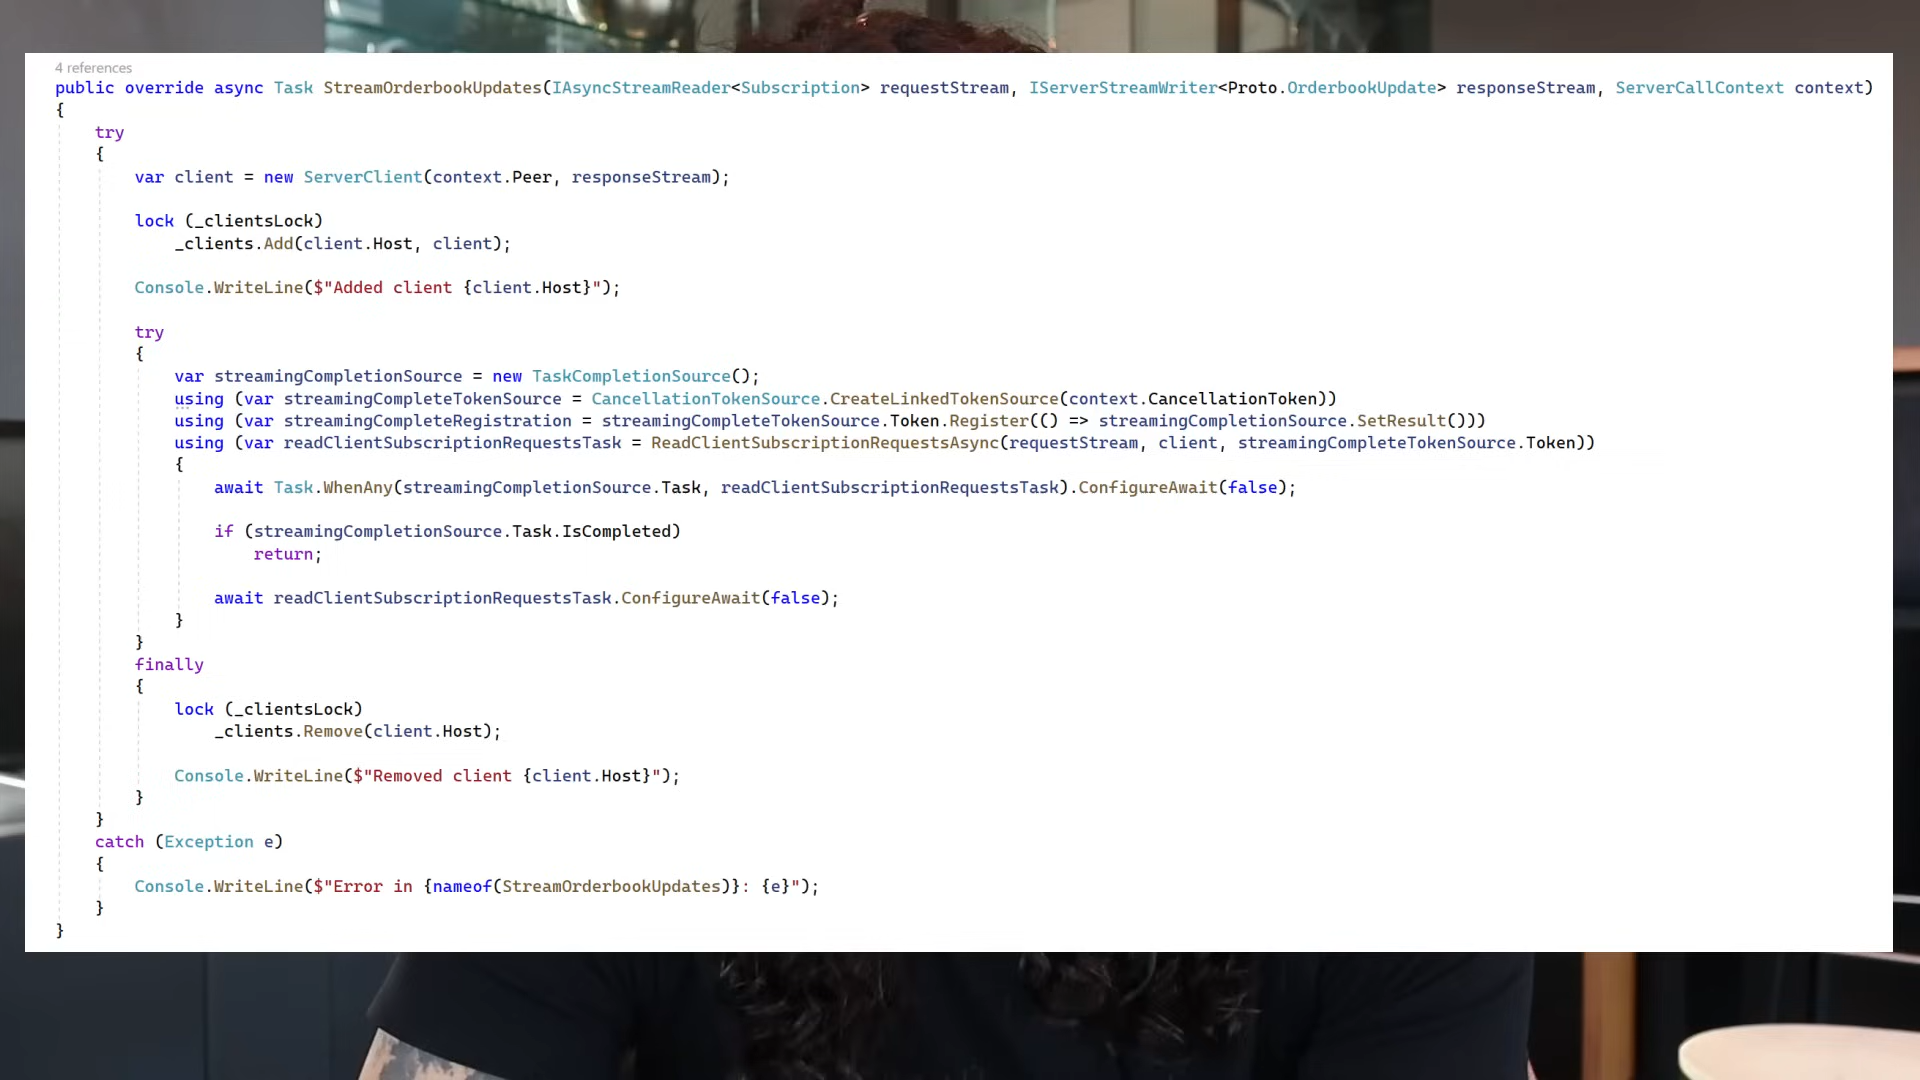 4 references
public override async Task StreamOrderbookUpdates(IAsyncStreamReader<Subscription> requestStream, IServerStreamWriter<Proto.OrderbookUpdate> responseStream, ServerCallContext context)
{
try
{
var client = new ServerClient(context.Peer, responseStream);
lock (_clientsLock)
_clients.Add(client.Host, client);
Console.WriteLine($"Added client {client.Host}");
try
{
var streamingCompletionSource = new TaskCompletionSource();
using (var streamingCompleteTokenSource = CancellationTokenSource.CreateLinkedTokenSource(context.CancellationToken))
using (var streamingCompleteRegistration = streamingCompleteTokenSource.Token.Register(() => streamingCompletionSource.SetResult()))
using (var readClientSubscriptionRequestsTask = ReadClientSubscriptionRequestsAsync(requestStream, client, streamingCompleteTokenSource.Token))
{
await Task.WhenAny(streamingCompletionSource.Task, readClientSubscriptionRequestsTask).ConfigureAwait(false);
if (streamingCompletionSource.Task.IsCompleted)
return;
await readClientSubscriptionRequestsTask.ConfigureAwait(false);
}
}
finally
{
lock (_clientsLock)
_clients.Remove(client.Host);
Console.WriteLine($"Removed client {client.Host}");
}
}
catch (Exception e)
{
Console.WriteLine($"Error in {nameof(StreamOrderbookUpdates)}: {e}");
}
}